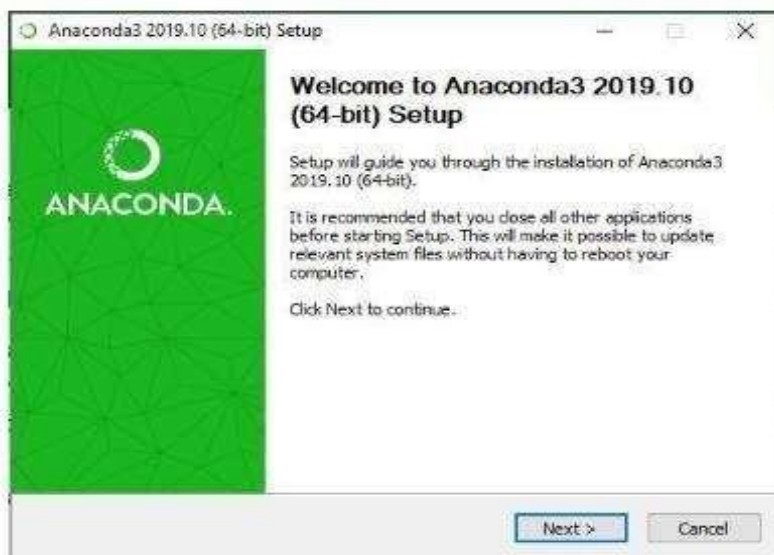 Anaconda3 2019.10 (64-bit) Setup
Welcome to Anaconda3 2019.10
(64-bit) Setup
ANACONDA.
Setup will guide you through the installation of Anaconda3
2019.10 (64-bit).
It is recommended that you close all other applications
before starting Setup. This will make it possible to update
relevant system files without having to reboot your
computer.
Click Next to continue.
Next >
Cancel